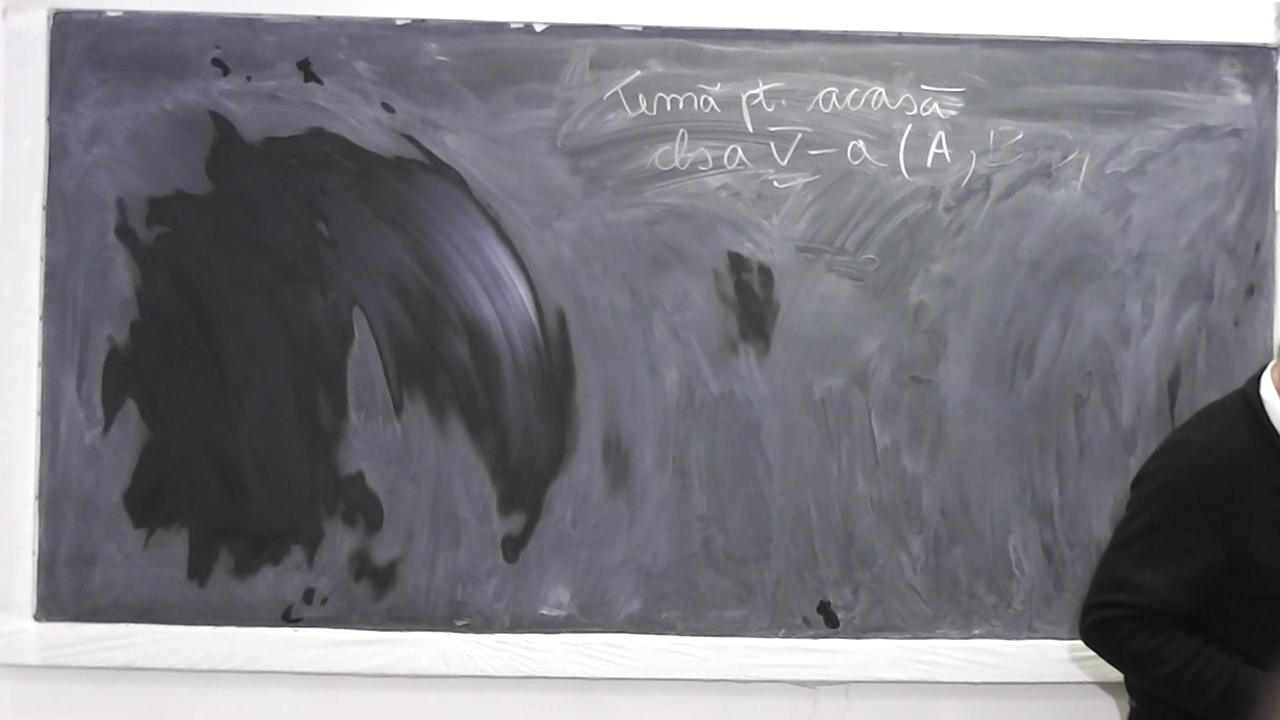 Temă pt. acasă
clsa V-a (A,